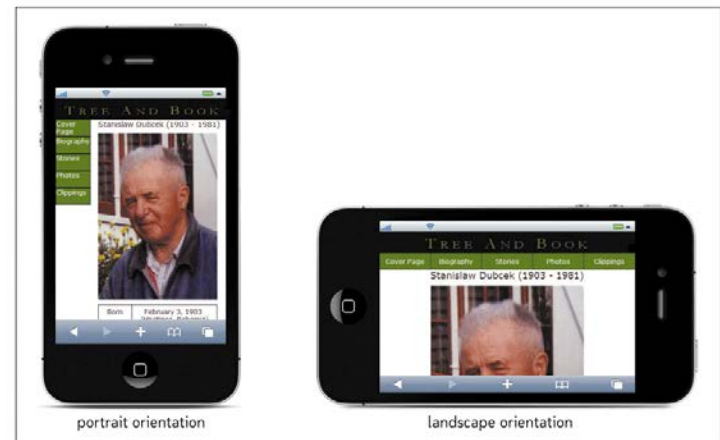 TREE AND BOOK
Cover
Page
Biography
Stories
Photos
Clippings
Stanislaw Dubcek (1903 - 1981)
Born
February 3, 1903
portrait orientation
TREE AND BOOK
Cover Page Biography Stories Photos Clippings
Stanislaw Dubcek (1903 - 1981)
landscape orientation